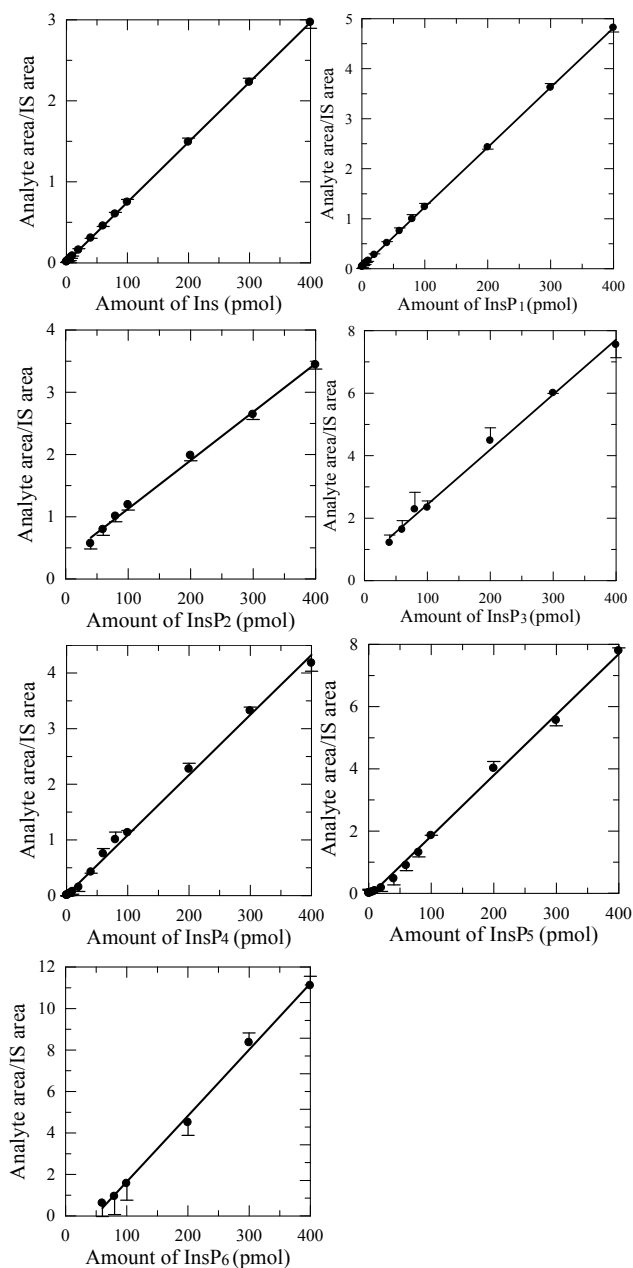 3
2
1
0
Analyte area/IS area
0 100 200 300 400
Amount of Ins (pmol)
5
4
3
2
1
0
Analyte area/IS area
0 100 200 300 400
Amount of InsP1 (pmol)
4
3
2
1
0
Analyte area/IS area
0 100 200 300 400
Amount of InsP2 (pmol)
8
6
4
2
0
Analyte area/IS area
0 100 200 300 400
Amount of InsP3 (pmol)
4
3
2
1
0
Analyte area/IS area
0 100 200 300 400
Amount of InsP4 (pmol)
8
6
4
2
0
Analyte area/IS area
0 100 200 300 400
Amount of InsP5 (pmol)
12
10
8
6
4
2
0
Analyte area/IS area
0 100 200 300 400
Amount of InsP6 (pmol)